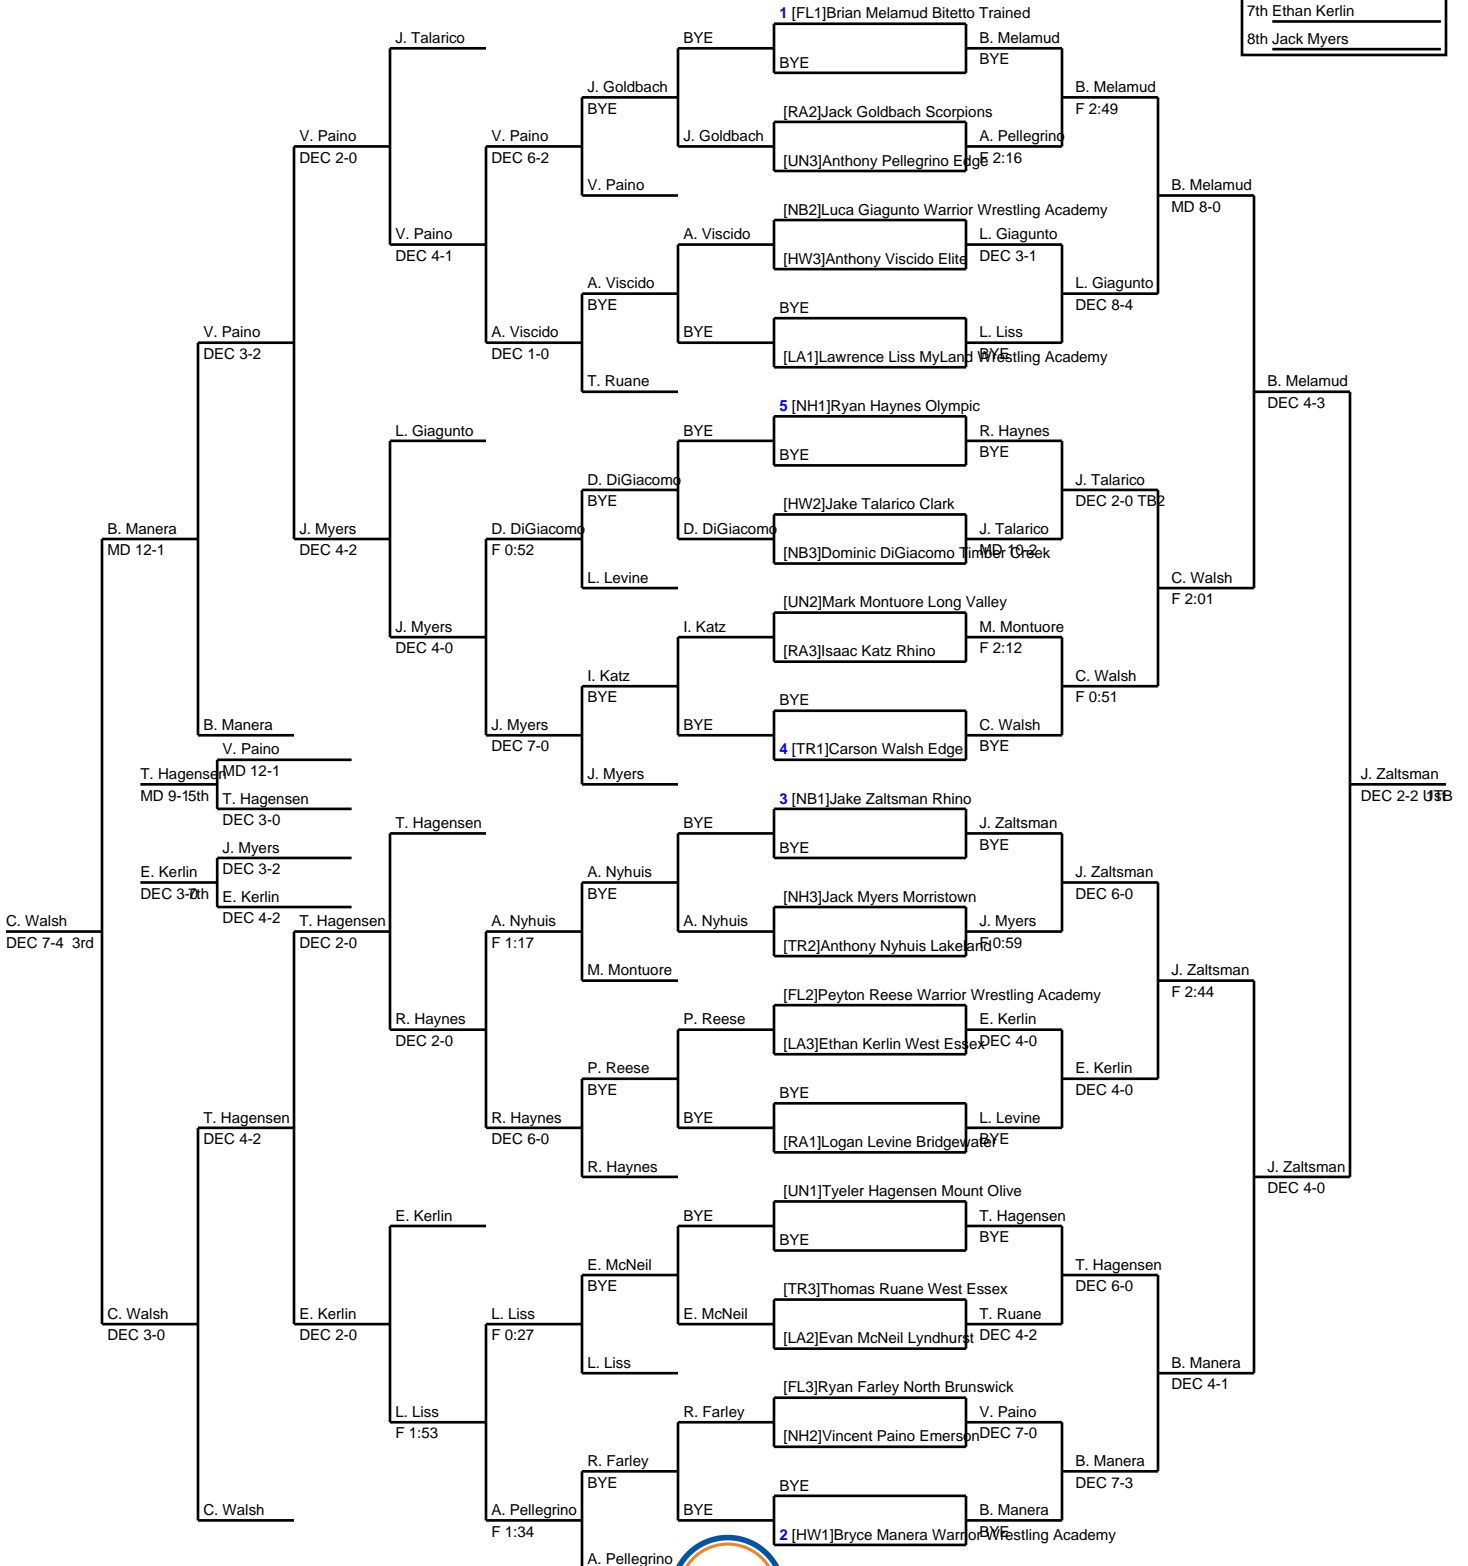 1 [FL1]Brian Melamud Bitetto Trained
7th Ethan Kerlin
J. Talarico
BYE
B. Melamud
8th Jack Myers
BYE
BYE
J. Goldbach
B. Melamud
BYE
F 2:49
[RA2]Jack Goldbach Scorpions
V. Paino
V. Paino
J. Goldbach
A. Pellegrino
DEC 2-0
DEC 6-2
[UN3]Anthony Pellegrino Edge
F 2:16
V. Paino
B. Melamud
MD 8-0
[NB2]Luca Giagunto Warrior Wrestling Academy
V. Paino
A. Viscido
L. Giagunto
DEC 4-1
[HW3]Anthony Viscido Elite
DEC 3-1
A. Viscido
L. Giagunto
BYE
DEC 8-4
BYE
V. Paino
A. Viscido
BYE
L. Liss
DEC 3-2
DEC 1-0
[LA1]Lawrence Liss MyLand Wrestling Academy
BYE
T. Ruane
B. Melamud
DEC 4-3
5 [NH1]Ryan Haynes Olympic
L. Giagunto
BYE
R. Haynes
BYE
BYE
D. DiGiacomo
J. Talarico
BYE
DEC 2-0 TB2
[HW2]Jake Talarico Clark
B. Manera
J. Myers
D. DiGiacomo
D. DiGiacomo
J. Talarico
MD 12-1
DEC 4-2
F 0:52
[NB3]Dominic DiGiacomo Timber Creek
MD 10-2
L. Levine
C. Walsh
F 2:01
[UN2]Mark Montuore Long Valley
J. Myers
I. Katz
M. Montuore
DEC 4-0
[RA3]Isaac Katz Rhino
F 2:12
I. Katz
C. Walsh
BYE
F 0:51
BYE
B. Manera
J. Myers
BYE
C. Walsh
DEC 7-0
4 [TR1]Carson Walsh Edge
BYE
V. Paino
MD 12-1
T. Hagensen
J. Myers
J. Zaltsman
MD 9-1 5th
DEC 2-2 UTB 1st
T. Hagensen
DEC 3-0
3 [NB1]Jake Zaltsman Rhino
T. Hagensen
BYE
J. Zaltsman
BYE
BYE
J. Myers
DEC 3-2
E. Kerlin
A. Nyhuis
J. Zaltsman
DEC 3-0 7th
BYE
DEC 6-0
E. Kerlin
DEC 4-2
[NH3]Jack Myers Morristown
C. Walsh
T. Hagensen
A. Nyhuis
A. Nyhuis
J. Myers
DEC 7-4 3rd
DEC 2-0
F 1:17
[TR2]Anthony Nyhuis Lakeland
F 0:59
M. Montuore
J. Zaltsman
F 2:44
[FL2]Peyton Reese Warrior Wrestling Academy
R. Haynes
P. Reese
E. Kerlin
DEC 2-0
[LA3]Ethan Kerlin West Essex
DEC 4-0
P. Reese
E. Kerlin
BYE
DEC 4-0
BYE
T. Hagensen
R. Haynes
BYE
L. Levine
DEC 4-2
DEC 6-0
[RA1]Logan Levine Bridgewater
BYE
R. Haynes
J. Zaltsman
DEC 4-0
[UN1]Tyeler Hagensen Mount Olive
E. Kerlin
BYE
T. Hagensen
BYE
BYE
E. McNeil
T. Hagensen
BYE
DEC 6-0
[TR3]Thomas Ruane West Essex
C. Walsh
E. Kerlin
L. Liss
E. McNeil
T. Ruane
DEC 3-0
DEC 2-0
F 0:27
[LA2]Evan McNeil Lyndhurst
DEC 4-2
L. Liss
B. Manera
DEC 4-1
[FL3]Ryan Farley North Brunswick
L. Liss
R. Farley
V. Paino
F 1:53
[NH2]Vincent Paino Emerson
DEC 7-0
R. Farley
B. Manera
BYE
DEC 7-3
BYE
C. Walsh
A. Pellegrino
BYE
B. Manera
F 1:34
2 [HW1]Bryce Manera Warrior Wrestling Academy
BYE
A. Pellegrino